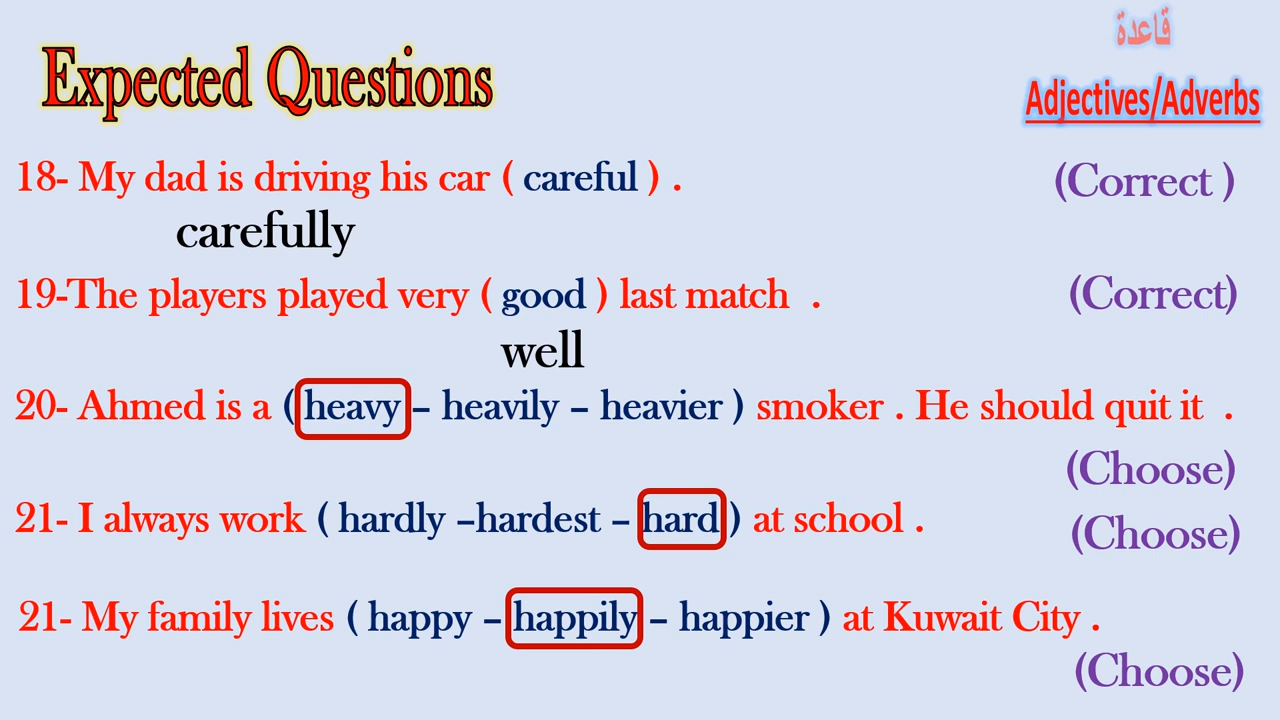 قاعدة
Expected Questions
Adjectives/Adverbs
18- My dad is driving his car ( careful ) . (Correct )
carefully
19-The players played very ( good ) last match . (Correct)
well
20- Ahmed is a ( heavy – heavily – heavier ) smoker . He should quit it .
(Choose)
21- I always work ( hardly –hardest – hard ) at school .
(Choose)
21- My family lives ( happy – happily – happier ) at Kuwait City .
(Choose)